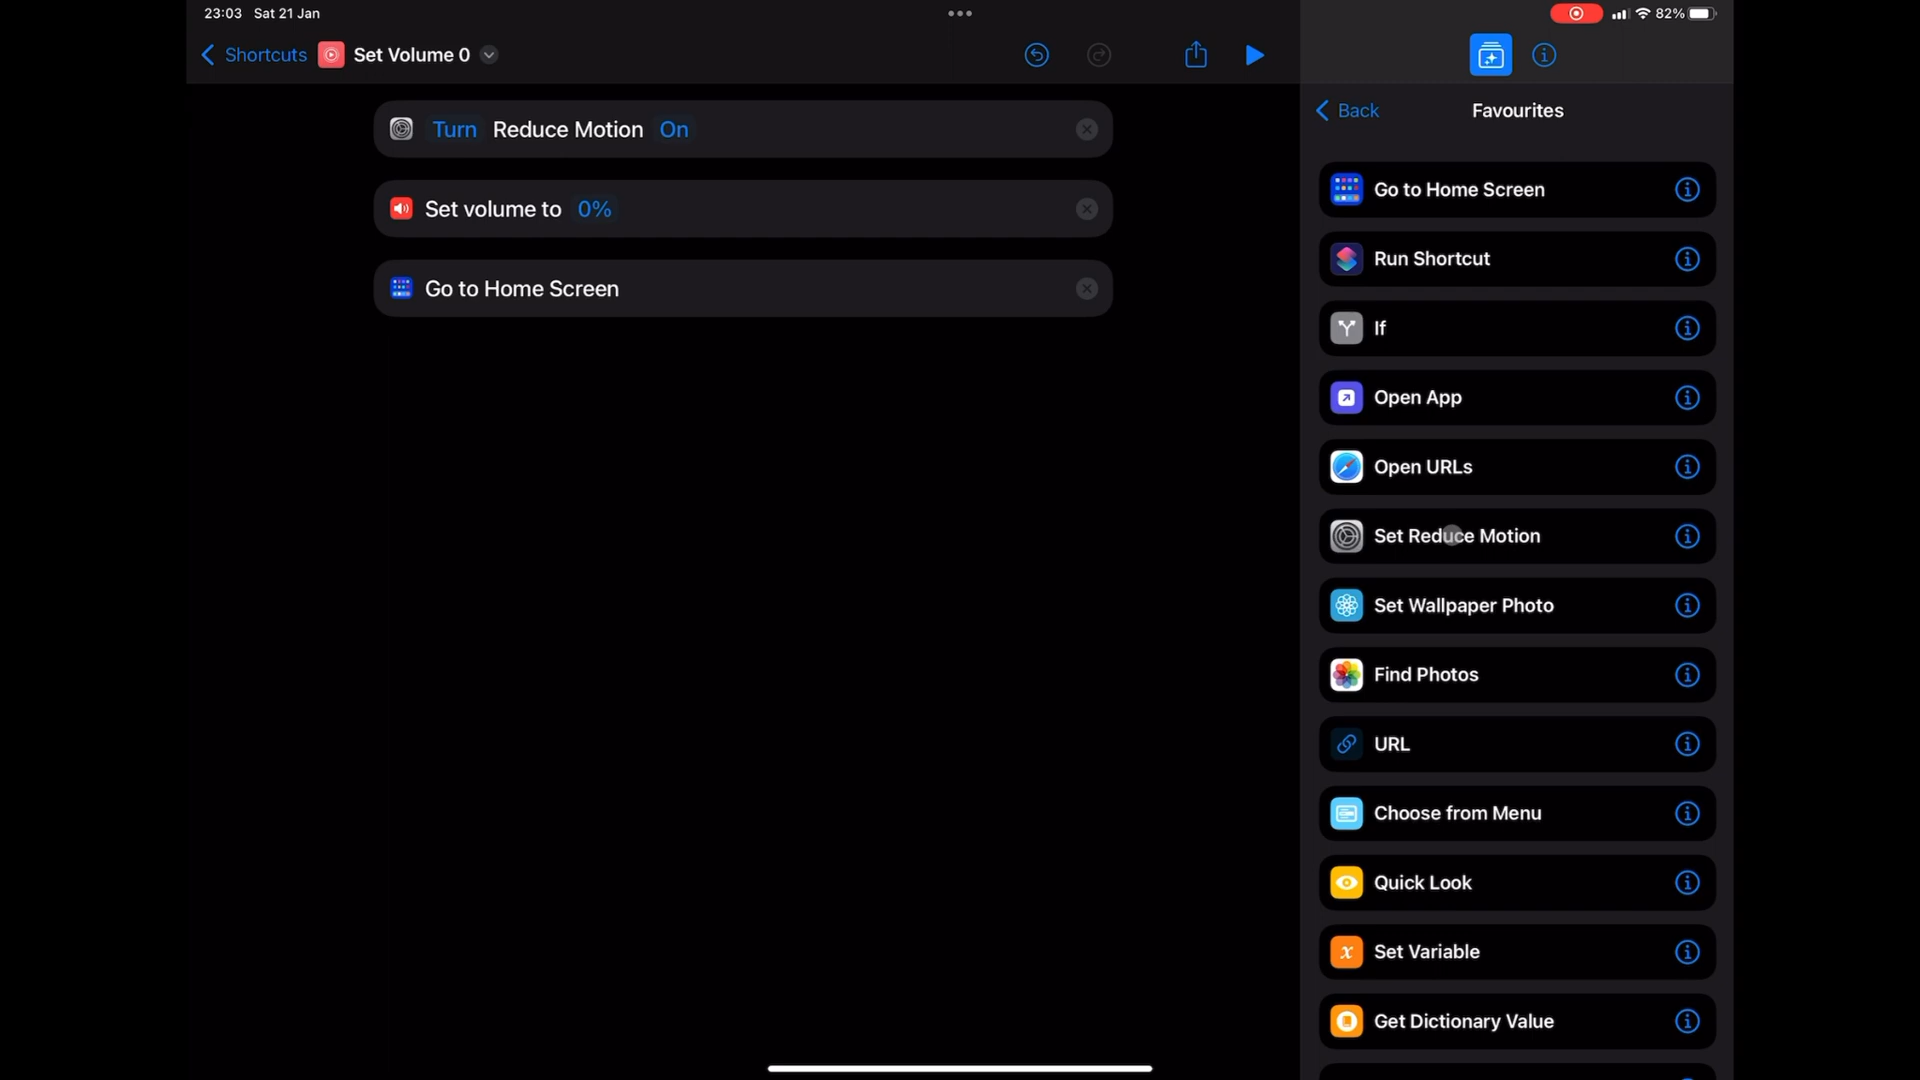 23:03 Sat 21 Jan
82%
Shortcuts Set Volume 0
Turn Reduce Motion On
Set volume to 0%
Go to Home Screen
Back Favourites
Go to Home Screen
Run Shortcut
If
Open App
Open URLs
Set Reduce Motion
Set Wallpaper Photo
Find Photos
URL
Choose from Menu
Quick Look
Set Variable
Get Dictionary Value